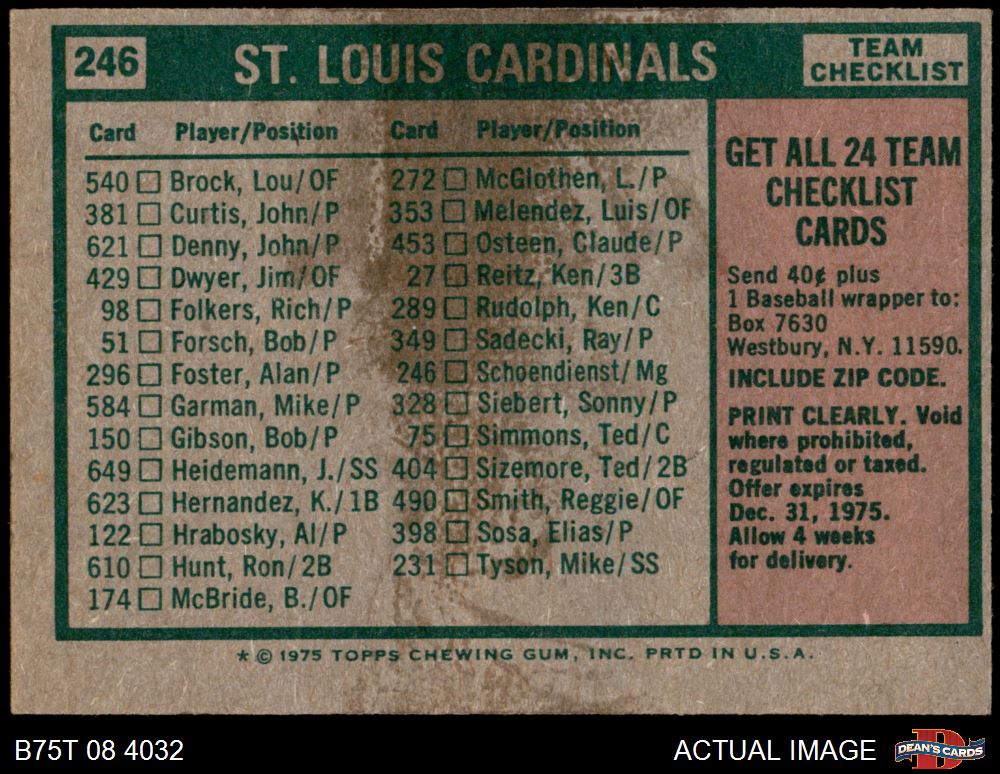 246
ST. LOUIS CARDINALS
TEAM
CHECKLIST
Card Player/Position Card Player/Position
540 □ Brock, Lou/OF 272 □ McGlothen, L./P
381 □ Curtis, John/P 353 □ Melendez, Luis/OF
621 □ Denny, John/P 453 □ Osteen, Claude/P
429 □ Dwyer, Jim/OF 27 □ Reitz, Ken/3B
98 □ Folkers, Rich/P 289 □ Rudolph, Ken/C
51 □ Forsch, Bob/P 349 □ Sadecki, Ray/P
296 □ Foster, Alan/P 246 □ Schoendienst/Mg
584 □ Garman, Mike/P 328 □ Siebert, Sonny/P
150 □ Gibson, Bob/P 75 □ Simmons, Ted/C
649 □ Heidemann, J./SS 404 □ Sizemore, Ted/2B
623 □ Hernandez, K./1B 490 □ Smith, Reggie/OF
122 □ Hrabosky, Al/P 398 □ Sosa, Elias/P
610 □ Hunt, Ron/2B 231 □ Tyson, Mike/SS
174 □ McBride, B./OF
GET ALL 24 TEAM
CHECKLIST
CARDS
Send 40¢ plus
1 Baseball wrapper to:
Box 7630
Westbury, N.Y. 11590.
INCLUDE ZIP CODE.
PRINT CLEARLY. Void
where prohibited,
regulated or taxed.
Offer expires
Dec. 31, 1975.
Allow 4 weeks
for delivery.
* © 1975 TOPPS CHEWING GUM, INC. PRTD IN U.S.A.
B75T 08 4032
ACTUAL IMAGE
DEAN'S CARDS